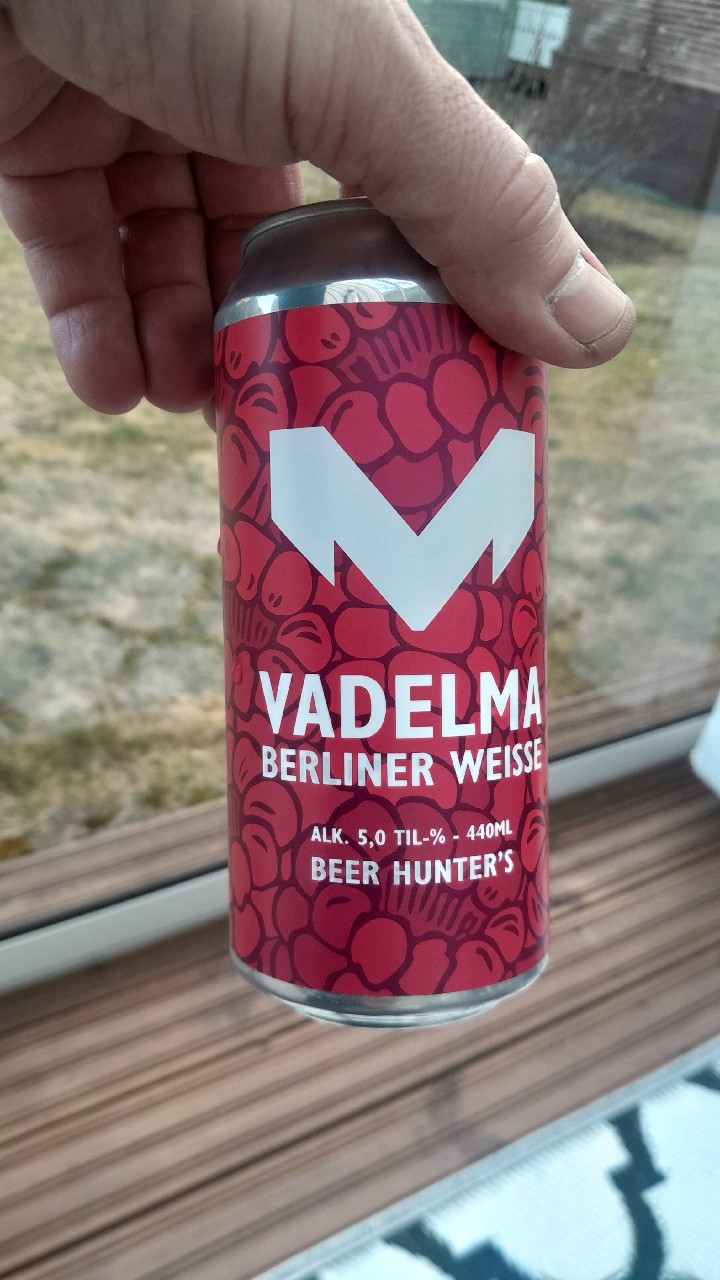 VADELMA
BERLINER WEISSE
ALK. 5,0 TIL-% - 440ML
BEER HUNTER'S